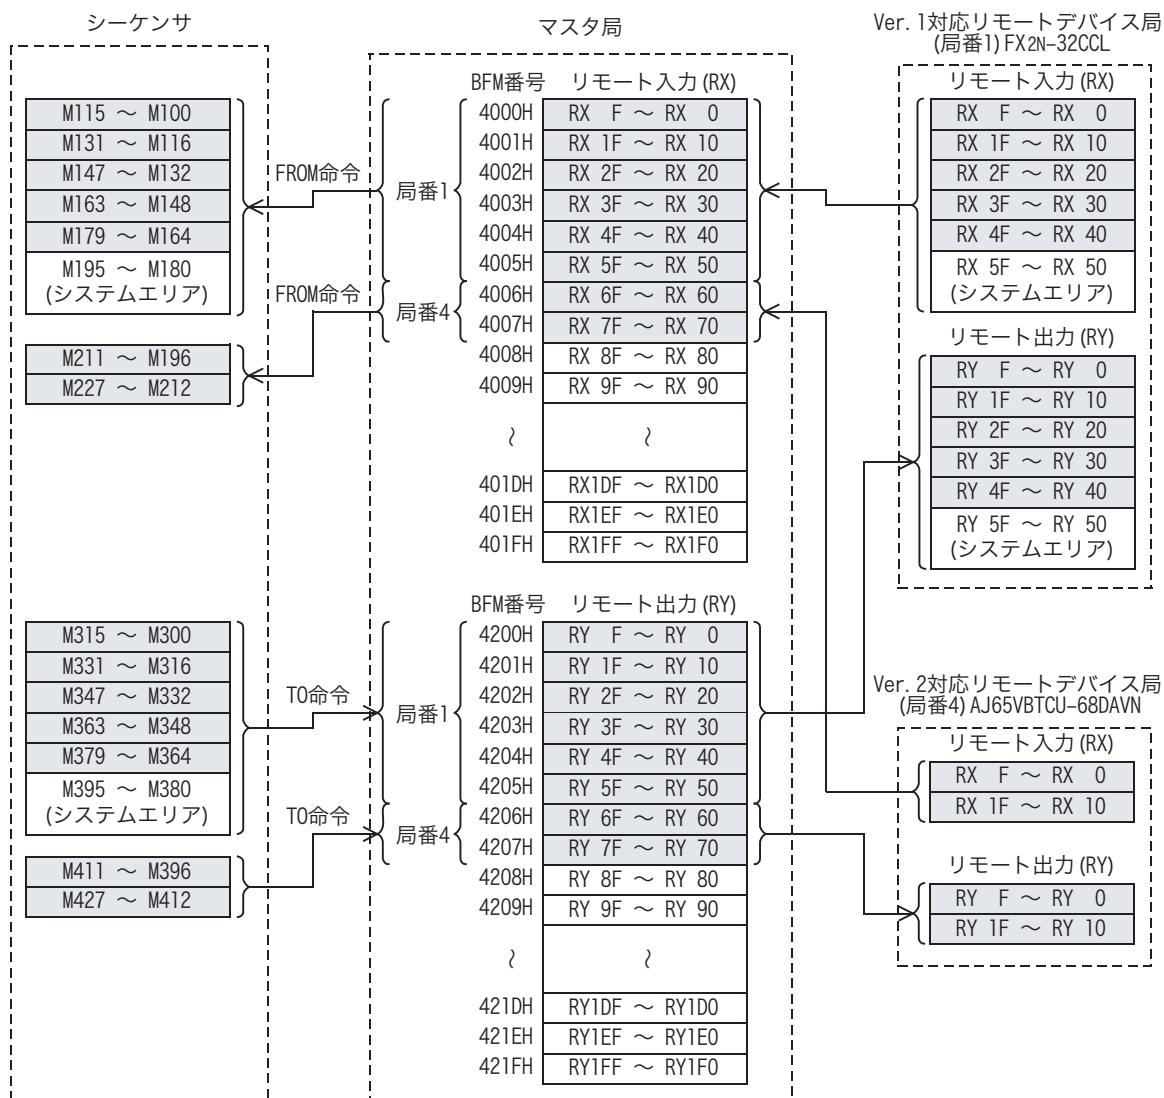 シーケンサ
M115 ～ M100
M131 ～ M116
M147 ～ M132
M163 ～ M148
M179 ～ M164
M195 ～ M180
(システムエリア)
M211 ～ M196
M227 ～ M212
M315 ～ M300
M331 ～ M316
M347 ～ M332
M363 ～ M348
M379 ～ M364
M395 ～ M380
(システムエリア)
M411 ～ M396
M427 ～ M412
FROM命令
FROM命令
TO命令
TO命令
マスタ局
BFM番号 リモート入力(RX)
局番1
局番4
4000H RX F ～ RX 0
4001H RX 1F ～ RX 10
4002H RX 2F ～ RX 20
4003H RX 3F ～ RX 30
4004H RX 4F ～ RX 40
4005H RX 5F ～ RX 50
4006H RX 6F ～ RX 60
4007H RX 7F ～ RX 70
4008H RX 8F ～ RX 80
4009H RX 9F ～ RX 90
～ ～
401DH RX1DF ～ RX1D0
401EH RX1EF ～ RX1E0
401FH RX1FF ～ RX1F0
BFM番号 リモート出力(RY)
局番1
局番4
4200H RY F ～ RY 0
4201H RY 1F ～ RY 10
4202H RY 2F ～ RY 20
4203H RY 3F ～ RY 30
4204H RY 4F ～ RY 40
4205H RY 5F ～ RY 50
4206H RY 6F ～ RY 60
4207H RY 7F ～ RY 70
4208H RY 8F ～ RY 80
4209H RY 9F ～ RY 90
～ ～
421DH RY1DF ～ RY1D0
421EH RY1EF ～ RY1E0
421FH RY1FF ～ RY1F0
Ver.1対応リモートデバイス局
(局番1)FX2N-32CCL
リモート入力(RX)
RX F ～ RX 0
RX 1F ～ RX 10
RX 2F ～ RX 20
RX 3F ～ RX 30
RX 4F ～ RX 40
RX 5F ～ RX 50
(システムエリア)
リモート出力(RY)
RY F ～ RY 0
RY 1F ～ RY 10
RY 2F ～ RY 20
RY 3F ～ RY 30
RY 4F ～ RY 40
RY 5F ～ RY 50
(システムエリア)
Ver.2対応リモートデバイス局
(局番4)AJ65VBTCU-68DAVN
リモート入力(RX)
RX F ～ RX 0
RX 1F ～ RX 10
リモート出力(RY)
RY F ～ RY 0
RY 1F ～ RY 10